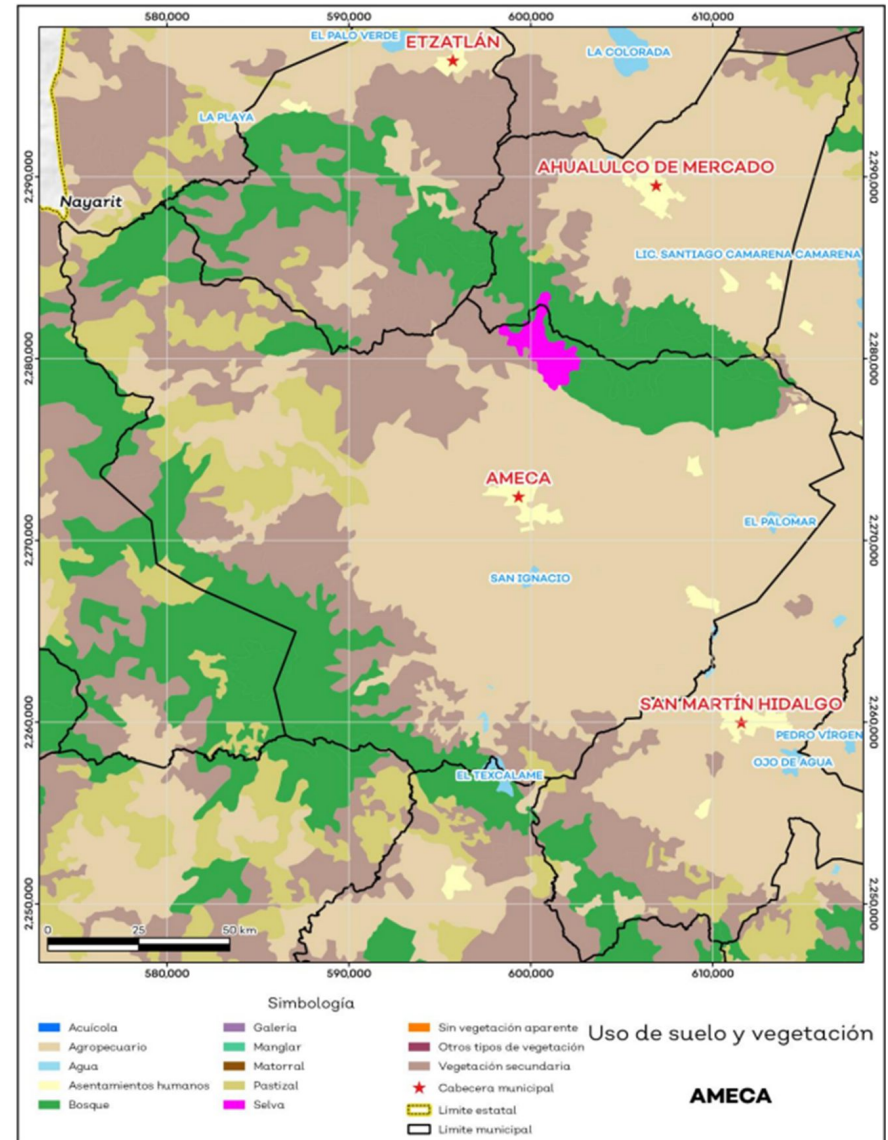 580,000 590,000 600,000 610,000
EL PALO VERDE
ETZATLÁN
LA COLORADA
LA PLAYA
2,290,000
AHUALULCO DE MERCADO
2,290,000
Nayarit
LIC. SANTIAGO CAMARENA CAMARENA
2,280,000
2,280,000
AMECA
EL PALOMAR
2,270,000
2,270,000
SAN IGNACIO
SAN MARTÍN HIDALGO
2,260,000
2,260,000
PEDRO VÍRGEN
OJO DE AGUA
EL TEXCALAME
2,250,000
2,250,000
0 25 50 km
580,000 590,000 600,000 610,000
Simbología
Acuícola
Agropecuario
Agua
Asentamientos humanos
Bosque
Galería
Manglar
Matorral
Pastizal
Selva
Sin vegetación aparente
Otros tipos de vegetación
Vegetación secundaria
Cabecera municipal
Límite estatal
Límite municipal
Uso de suelo y vegetación
AMECA